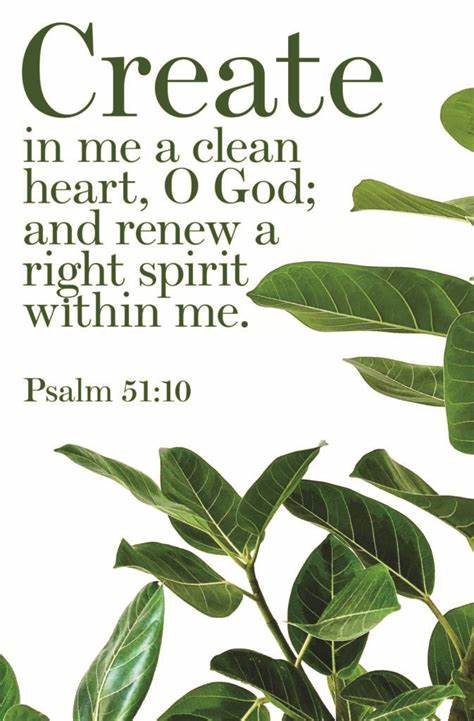 Create
in me a clean
heart, O God;
and renew a
right spirit
within me.
Psalm 51:10